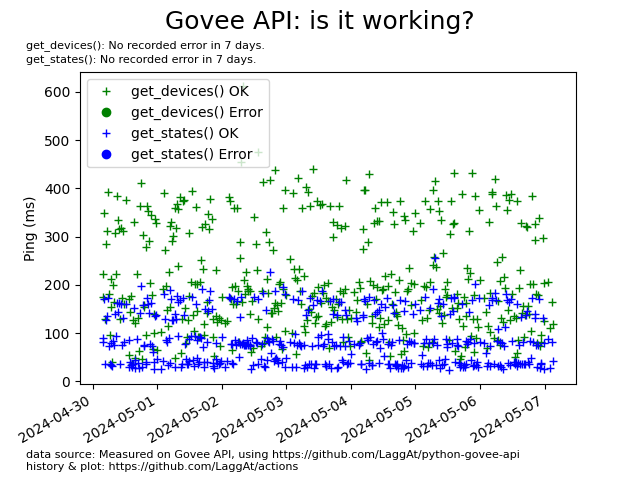 Govee API: is it working?
get_devices(): No recorded error in 7 days.
get_states(): No recorded error in 7 days.
get_devices() OK
get_devices() Error
get_states() OK
get_states() Error
Ping (ms)
600
500
400
300
200
100
0
2024-04-30
2024-05-01
2024-05-02
2024-05-03
2024-05-04
2024-05-05
2024-05-06
2024-05-07
data source: Measured on Govee API, using https://github.com/LaggAt/python-govee-api
history & plot: https://github.com/LaggAt/actions